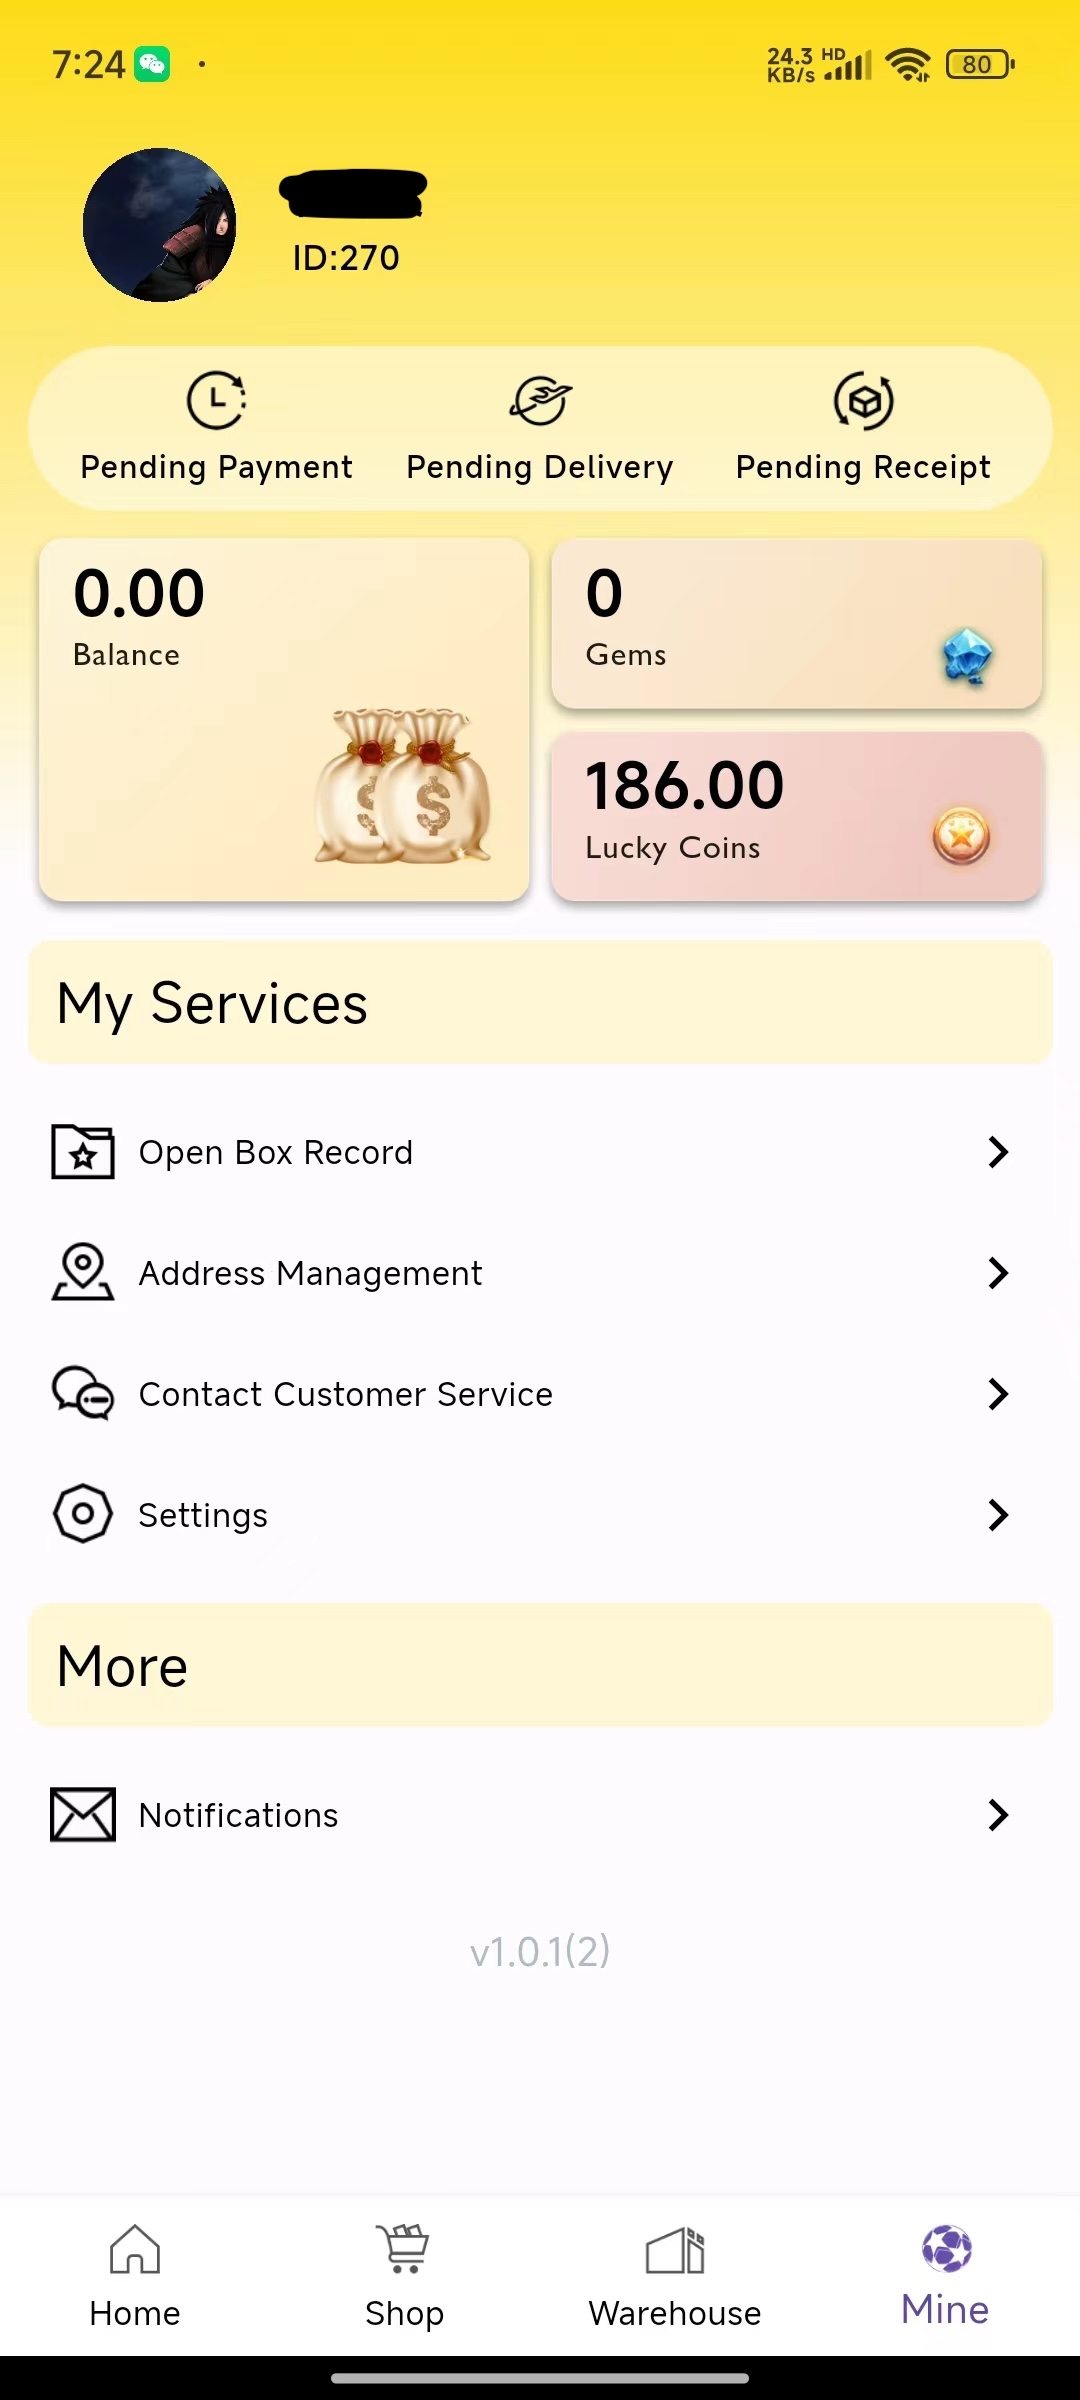 7:24
24.3 KB/s HD 80
ID:270
Pending Payment
Pending Delivery
Pending Receipt
0.00
Balance
0
Gems
186.00
Lucky Coins
My Services
Open Box Record
Address Management
Contact Customer Service
Settings
More
Notifications
v1.0.1(2)
Home
Shop
Warehouse
Mine